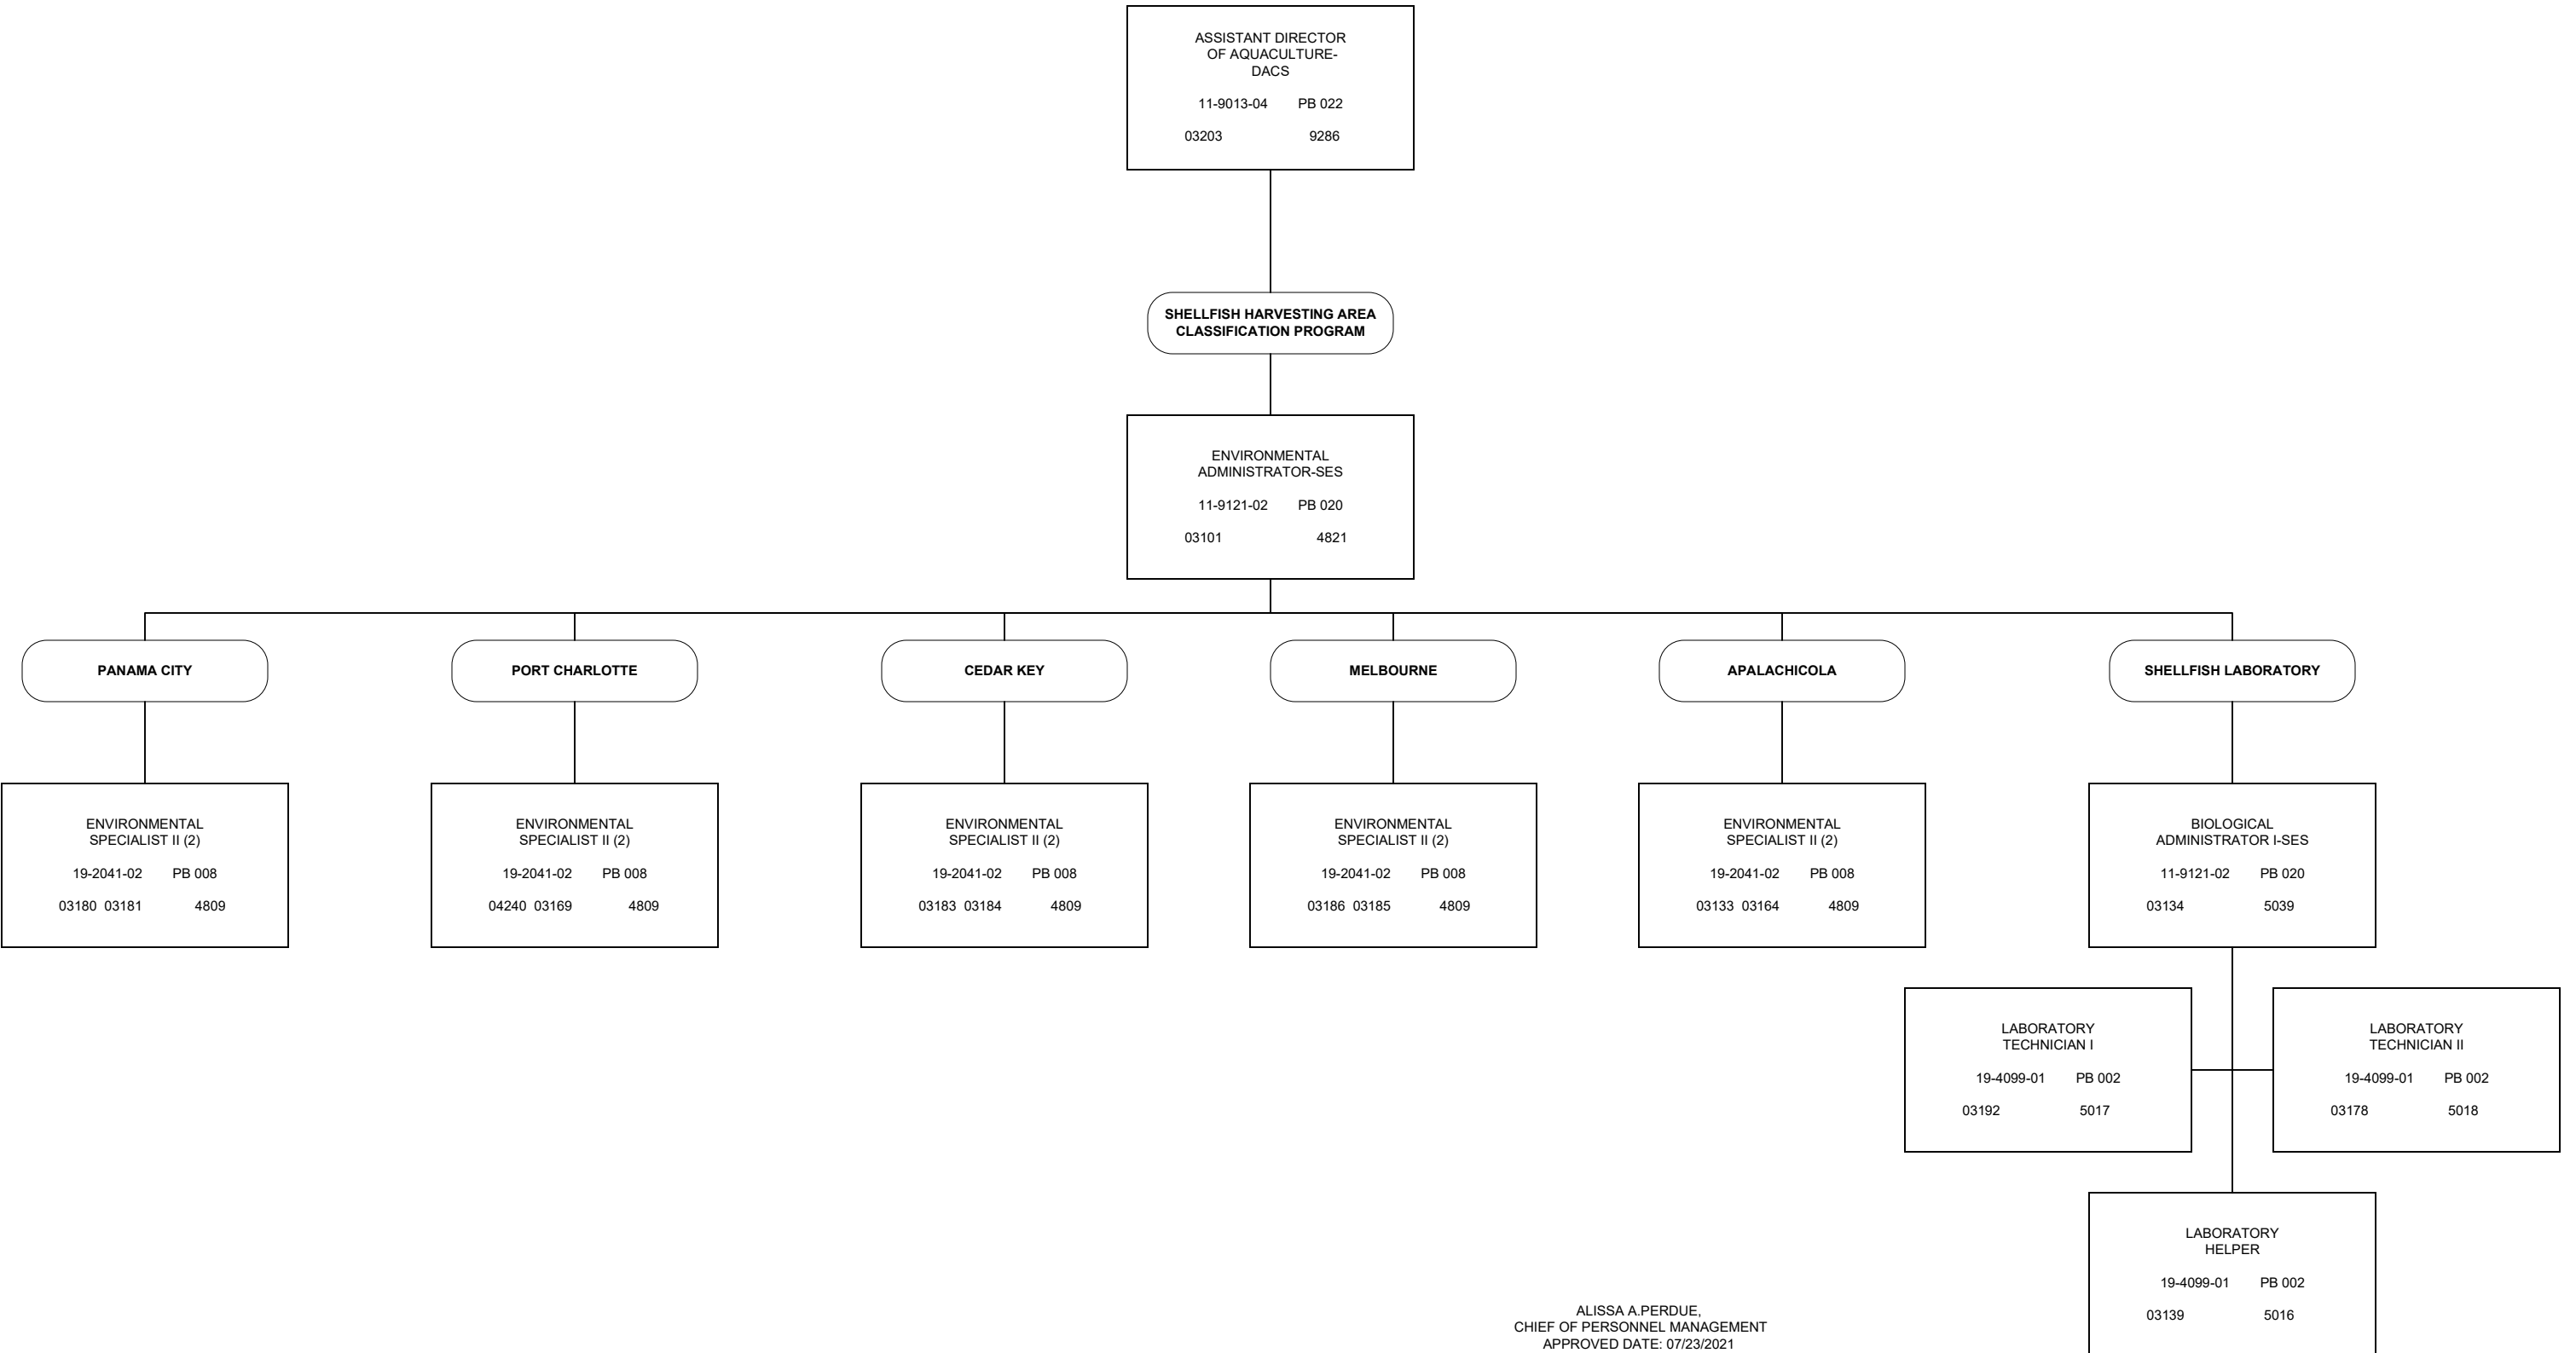 ASSISTANT DIRECTOR
OF AQUACULTURE-
DACS
11-9013-04 PB 022
03203 9286
SHELLFISH HARVESTING AREA
CLASSIFICATION PROGRAM
ENVIRONMENTAL
ADMINISTRATOR-SES
11-9121-02 PB 020
03101 4821
PANAMA CITY
PORT CHARLOTTE
CEDAR KEY
MELBOURNE
APALACHICOLA
SHELLFISH LABORATORY
ENVIRONMENTAL
SPECIALIST II (2)
19-2041-02 PB 008
03180 03181 4809
ENVIRONMENTAL
SPECIALIST II (2)
19-2041-02 PB 008
04240 03169 4809
ENVIRONMENTAL
SPECIALIST II (2)
19-2041-02 PB 008
03183 03184 4809
ENVIRONMENTAL
SPECIALIST II (2)
19-2041-02 PB 008
03186 03185 4809
ENVIRONMENTAL
SPECIALIST II (2)
19-2041-02 PB 008
03133 03164 4809
BIOLOGICAL
ADMINISTRATOR I-SES
11-9121-02 PB 020
03134 5039
LABORATORY
TECHNICIAN I
19-4099-01 PB 002
03192 5017
LABORATORY
TECHNICIAN II
19-4099-01 PB 002
03178 5018
LABORATORY
HELPER
19-4099-01 PB 002
03139 5016
ALISSA A.PERDUE,
CHIEF OF PERSONNEL MANAGEMENT
APPROVED DATE: 07/23/2021